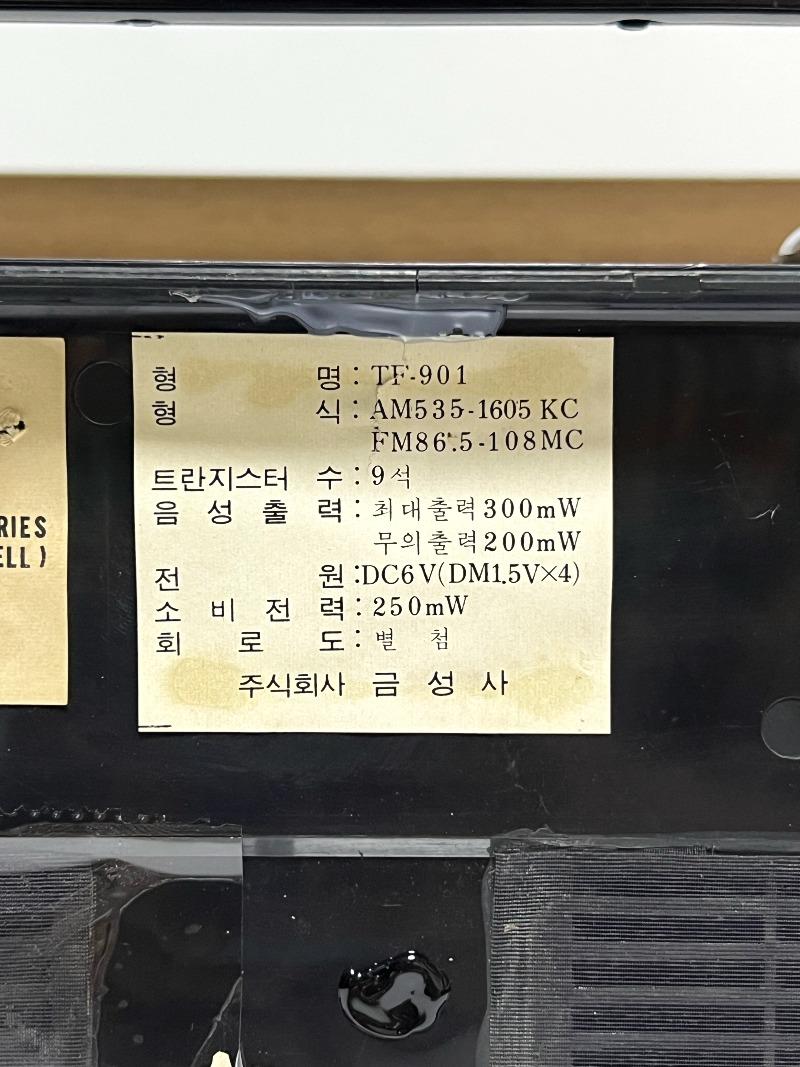 형 명 : TF-901
형 식 : AM535-1605 KC
FM86.5-108MC
트란지스터 수 : 9석
음 성 출 력 : 최대출력300mW
무의출력200mW
전 원 : DC6V(DM1.5V×4)
소 비 전 력 : 250mW
회 로 도 : 별 첨
주식회사 금 성 사
RIES
ELL )